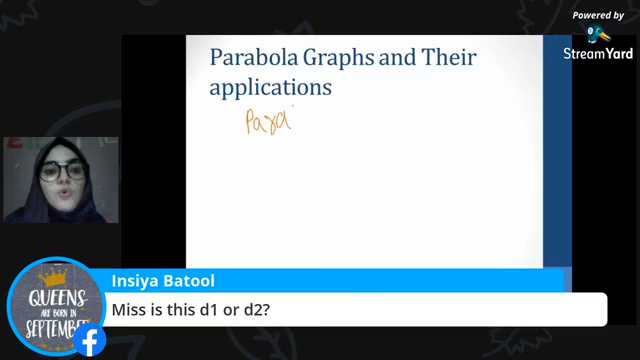 Powered by
StreamYard
Parabola Graphs and Their
applications
Para
Insiya Batool
Miss is this d1 or d2?
QUEENS
ARE BORN IN
SEPTEMBER